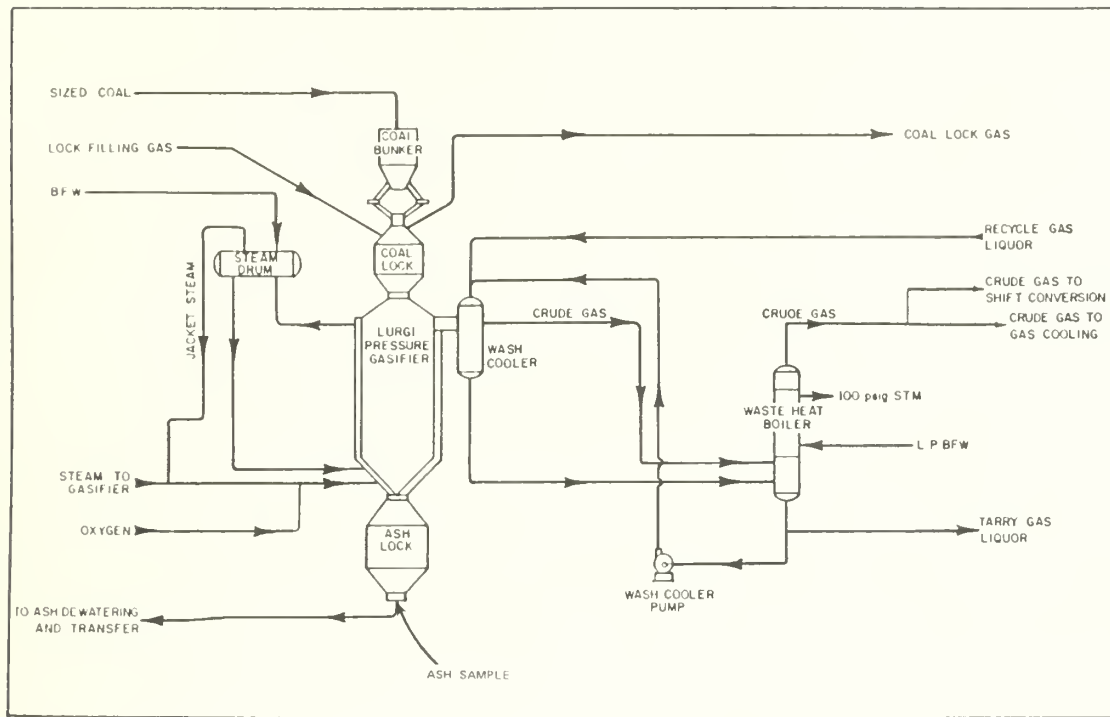 SIZED COAL
COAL
BUNKER
COAL LOCK GAS
LOCK FILLING GAS
BFW
RECYCLE GAS
LIQUOR
STEAM
DRUM
COAL
LOCK
CRUDE GAS TO
SHIFT CONVERSION
JACKET STEAM
CRUDE GAS
CRUDE GAS
CRUDE GAS TO
GAS COOLING
LURGI
PRESSURE
GASIFIER
WASH
COOLER
100 psig STM
WASTE HEAT
BOILER
L P BFW
STEAM TO
GASIFIER
OXYGEN
ASH
LOCK
TARRY GAS
LIQUOR
WASH COOLER
PUMP
TO ASH DEWATERING
AND TRANSFER
ASH SAMPLE